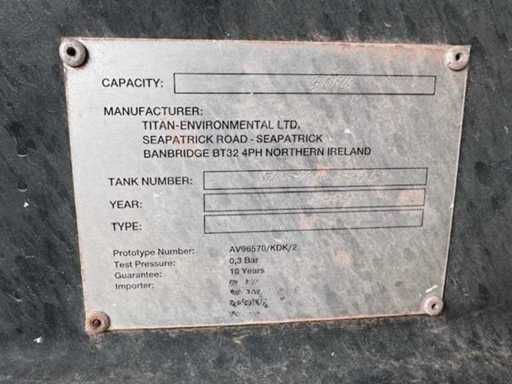 CAPACITY:
MANUFACTURER:
TITAN-ENVIRONMENTAL LTD,
SEAPATRICK ROAD - SEAPATRICK
BANBRIDGE BT32 4PH NORTHERN IRELAND
TANK NUMBER:
YEAR:
TYPE:
Prototype Number: AV96570/KDK/2
Test Pressure: 0,3 Bar
Guarantee: 10 Years
Importer: